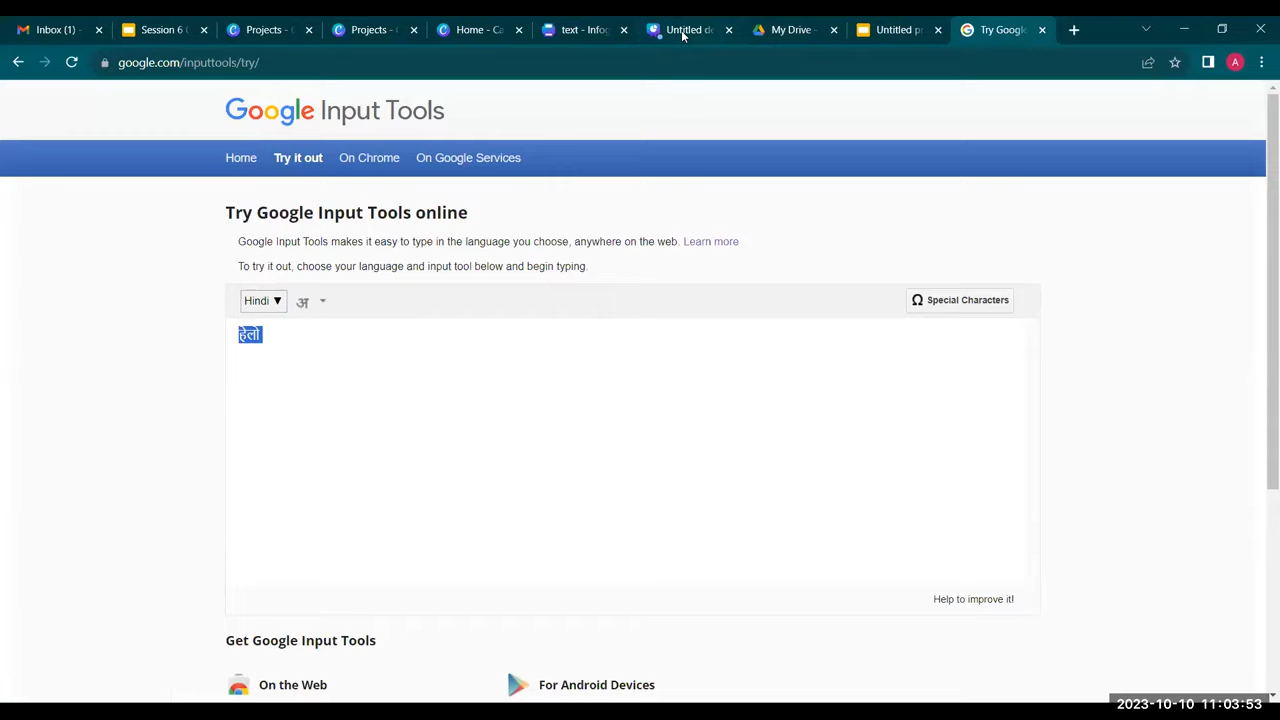 Inbox (1) -
Session 6
Projects -
Projects -
Home - Ca
text - Infog
Untitled de
My Drive -
Untitled p
Try Google
google.com/inputtools/try/
A
Google Input Tools
Home Try it out On Chrome On Google Services
Try Google Input Tools online
Google Input Tools makes it easy to type in the language you choose, anywhere on the web. Learn more
To try it out, choose your language and input tool below and begin typing.
Hindi ▼ अ Ω Special Characters
हेलो
Help to improve it!
Get Google Input Tools
On the Web For Android Devices
2023-10-10 11:03:53